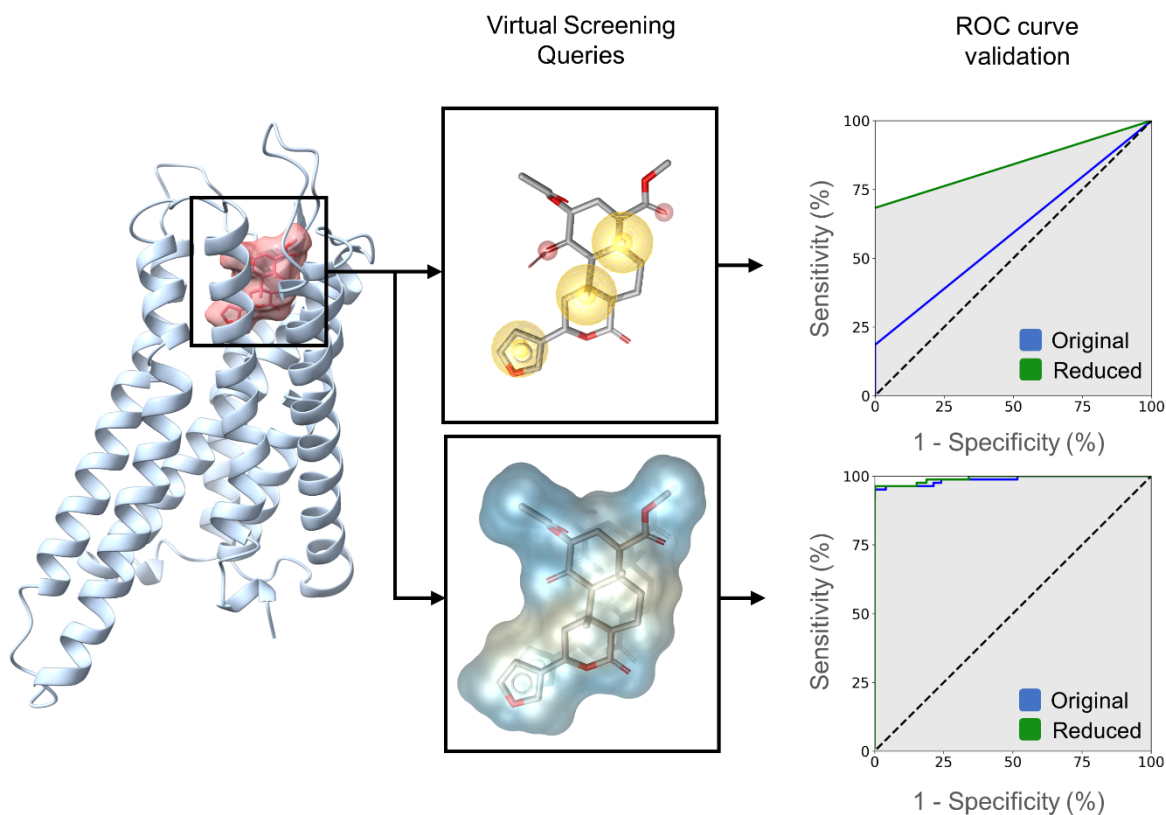 Virtual Screening
Queries
ROC curve
validation
100
75
50
25
0
Sensitivity (%)
Original
Reduced
0
25
50
75
100
1 - Specificity (%)
100
75
50
25
0
Sensitivity (%)
Original
Reduced
0
25
50
75
100
1 - Specificity (%)